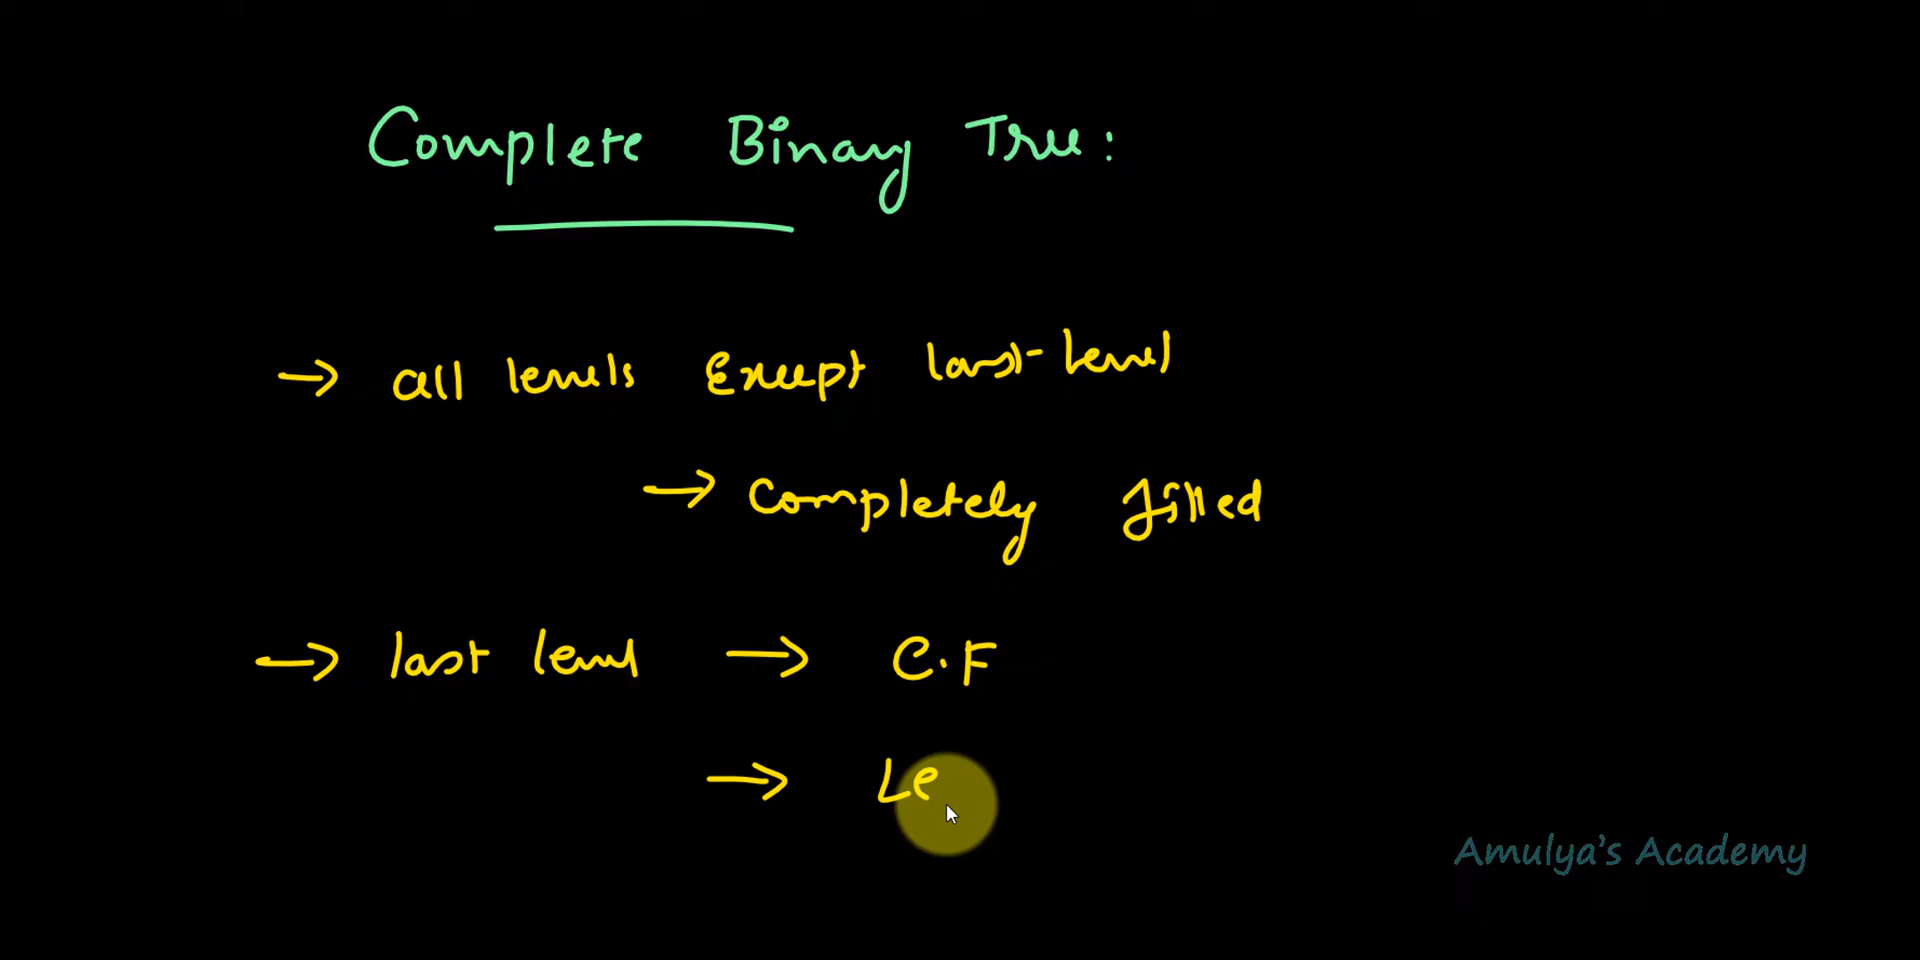 Complete Binary Tree:
→ all levels Except last level
→ Completely filled
→ last level → C.F
→ Le
Amulya's Academy